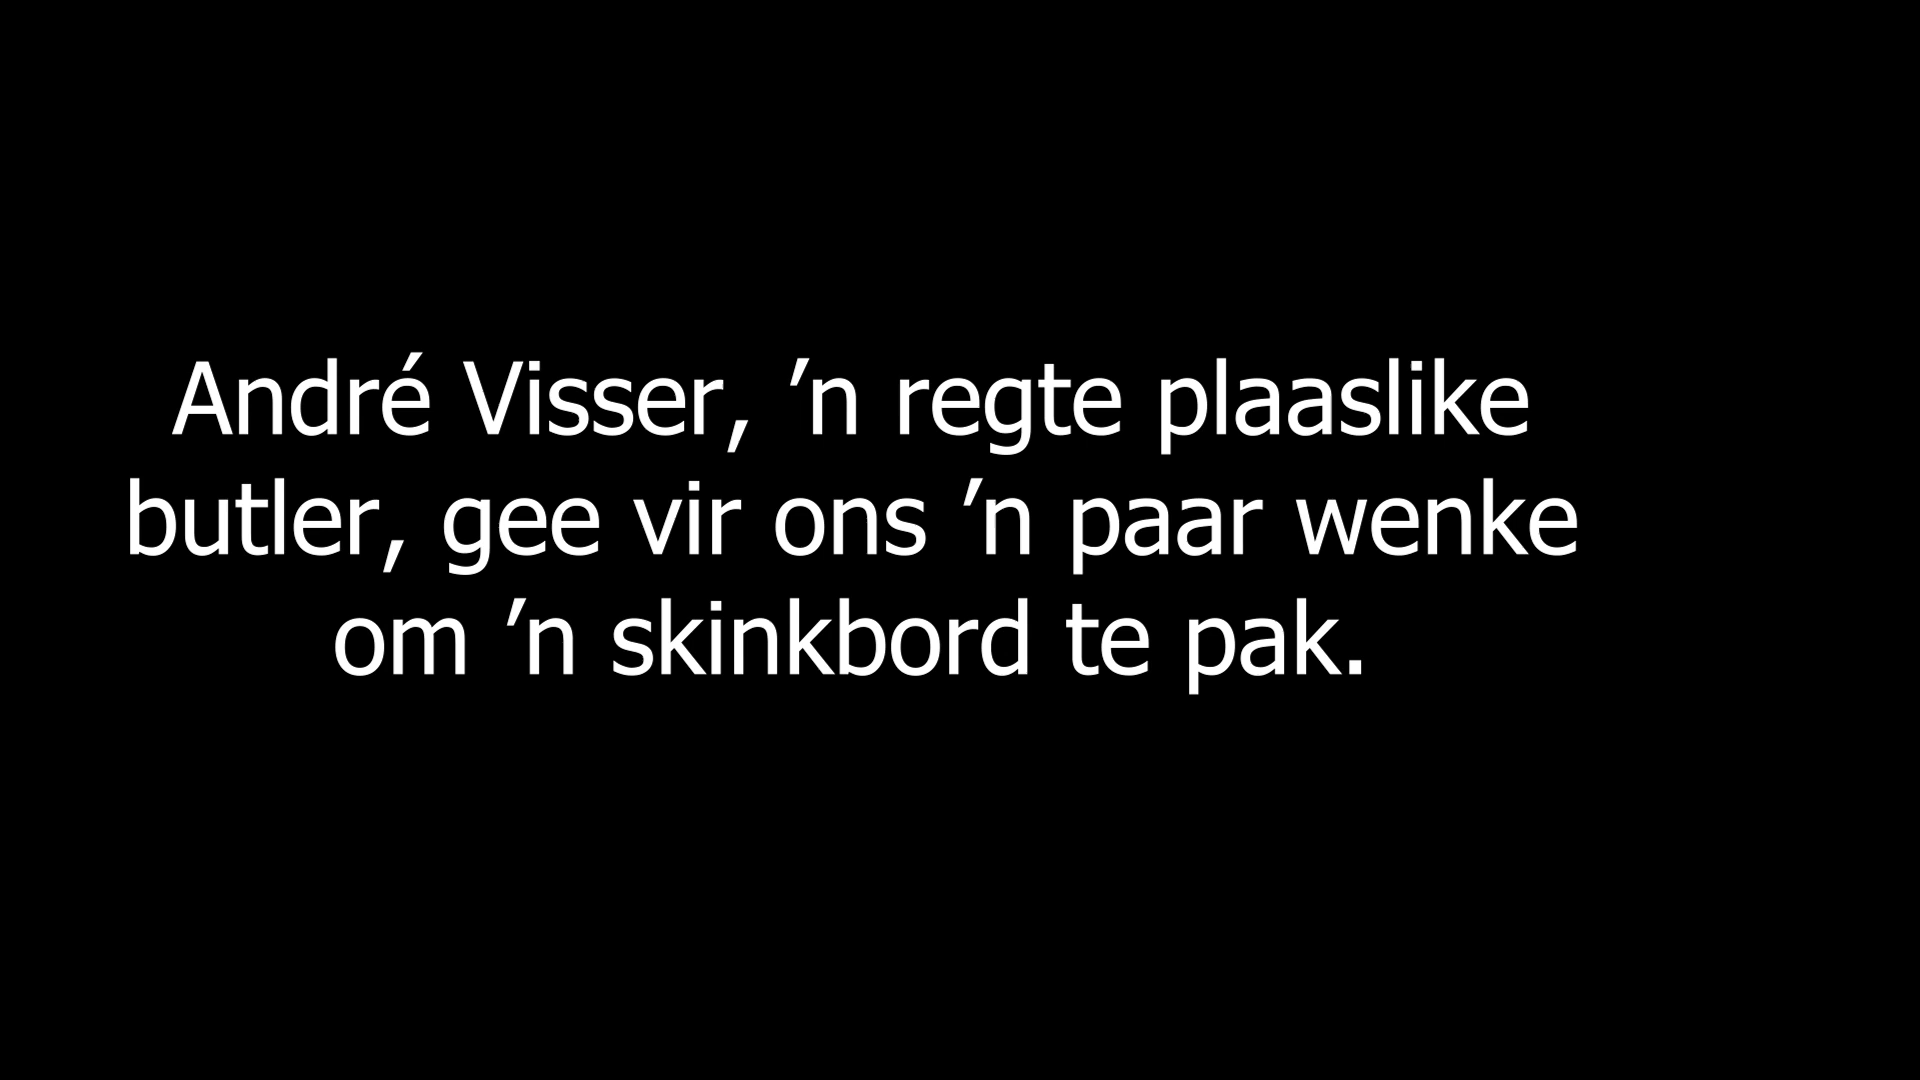 André Visser, ’n regte plaaslike
butler, gee vir ons ’n paar wenke
om ’n skinkbord te pak.